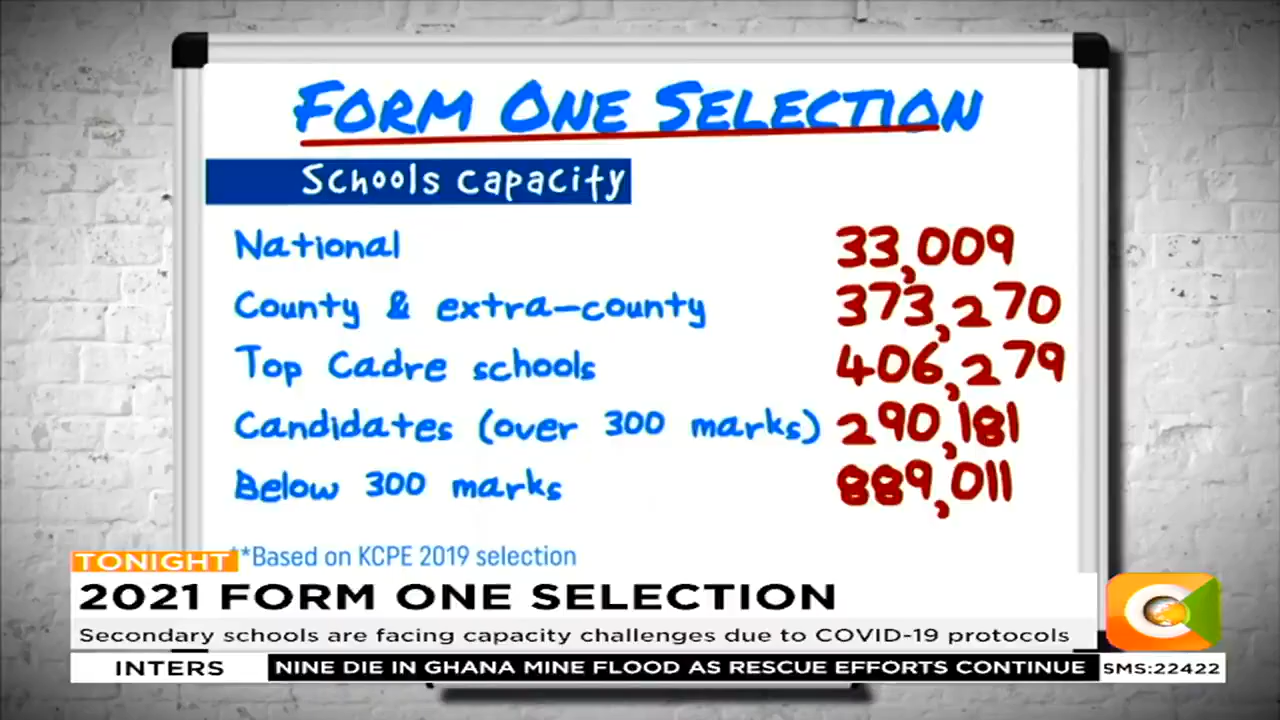 FORM ONE SELECTION
Schools capacity
National 33,009
County & extra-county 373,270
Top Cadre schools 406,279
Candidates (over 300 marks) 290,181
Below 300 marks 889,011
**Based on KCPE 2019 selection
TONIGHT
2021 FORM ONE SELECTION
Secondary schools are facing capacity challenges due to COVID-19 protocols
INTERS NINE DIE IN GHANA MINE FLOOD AS RESCUE EFFORTS CONTINUE SMS:22422